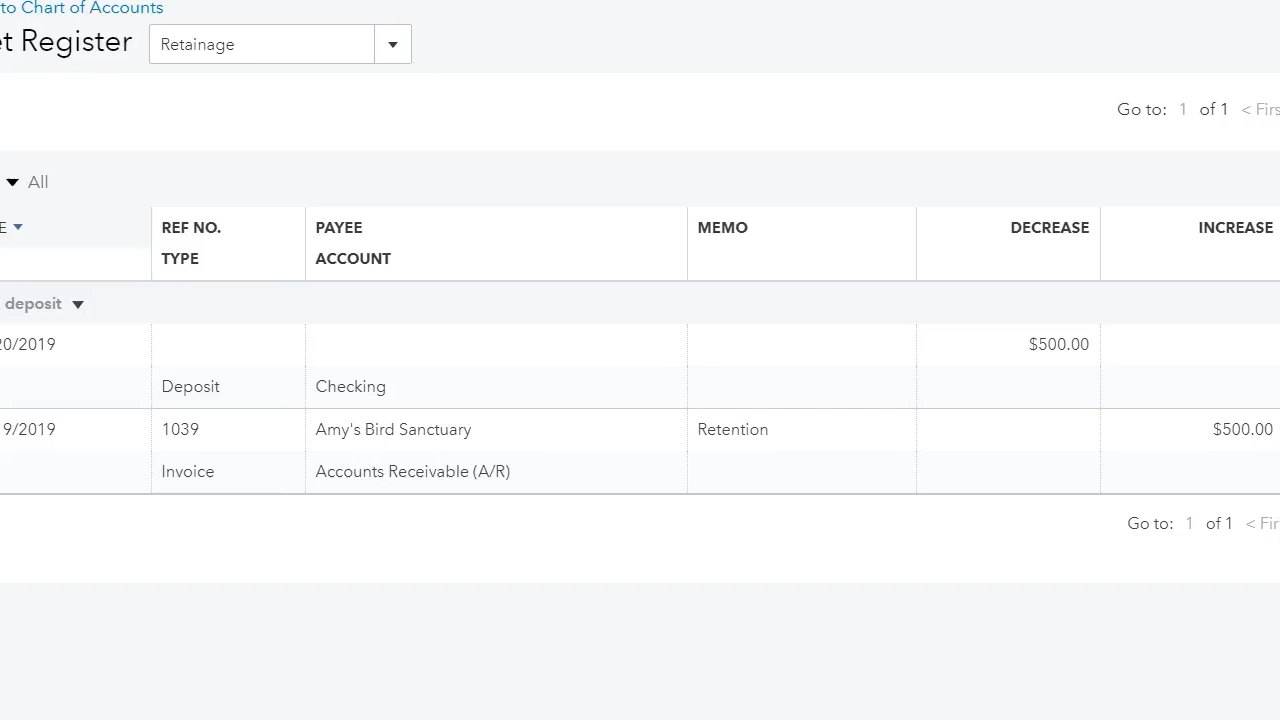 to Chart of Accounts
et Register Retainage
Go to: 1 of 1 < Firs
All
E REF NO. PAYEE MEMO DECREASE INCREASE
TYPE ACCOUNT
deposit
20/2019 $500.00
Deposit Checking
19/2019 1039 Amy's Bird Sanctuary Retention $500.00
Invoice Accounts Receivable (A/R)
Go to: 1 of 1 < Fir